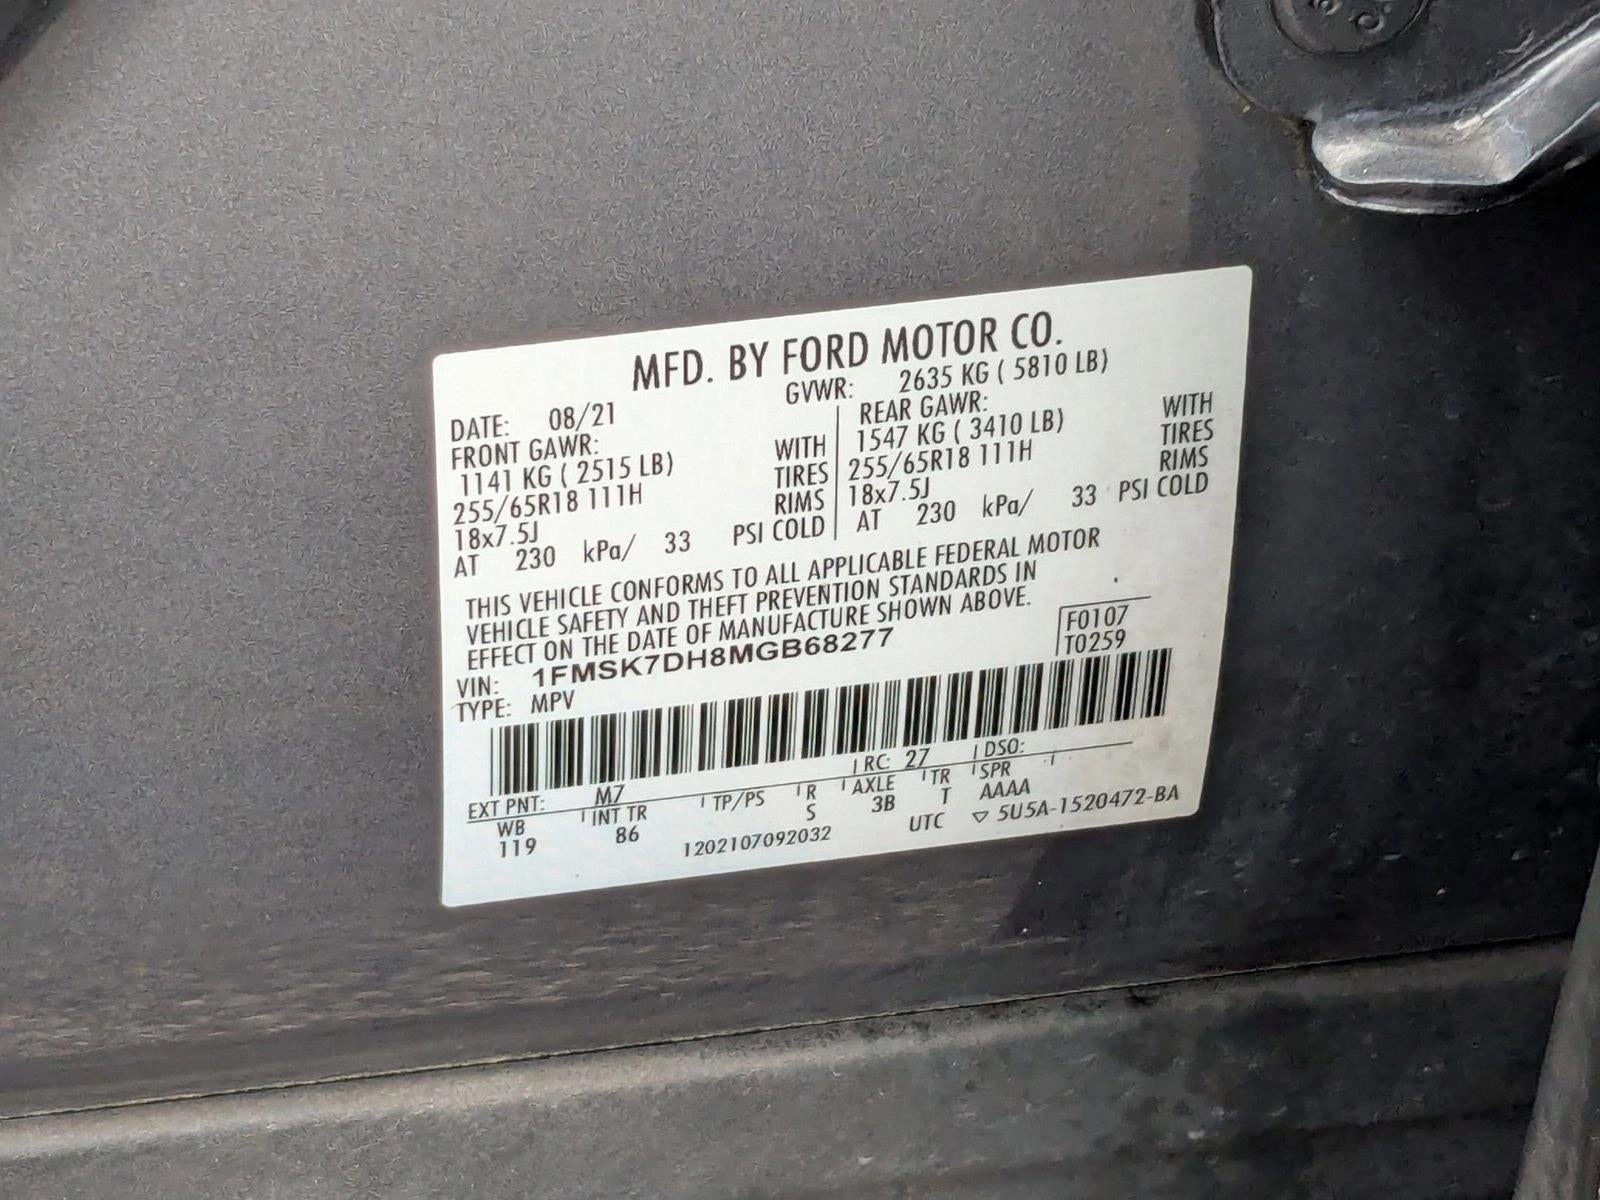 MFD. BY FORD MOTOR CO.
DATE: 08/21 GVWR: 2635 KG ( 5810 LB)
FRONT GAWR: REAR GAWR:
1141 KG ( 2515 LB) WITH 1547 KG ( 3410 LB) WITH
255/65R18 111H TIRES 255/65R18 111H TIRES
18x7.5J RIMS 18x7.5J RIMS
AT 230 kPa/ 33 PSI COLD AT 230 kPa/ 33 PSI COLD
THIS VEHICLE CONFORMS TO ALL APPLICABLE FEDERAL MOTOR
VEHICLE SAFETY AND THEFT PREVENTION STANDARDS IN
EFFECT ON THE DATE OF MANUFACTURE SHOWN ABOVE.
F0107
VIN: 1FMSK7DH8MGB68277 T0259
TYPE: MPV
EXT PNT: M7 RC: 27 DSO:
WB INT TR TP/PS R AXLE TR SPR
119 86 S 3B T AAAA
1202107092032 UTC ▽ 5U5A-1520472-BA